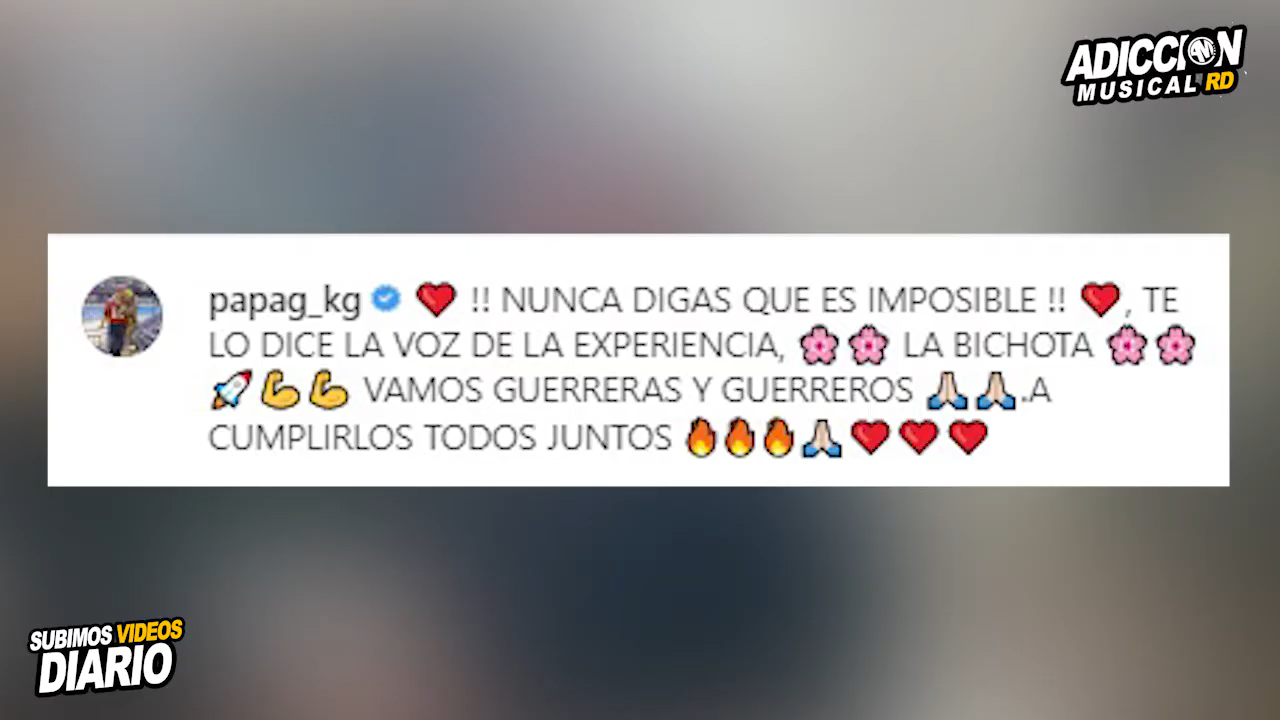 ADICCION
MUSICAL RD
papag_kg ❤️ !! NUNCA DIGAS QUE ES IMPOSIBLE !! ❤️, TE
LO DICE LA VOZ DE LA EXPERIENCIA, 🌸🌸 LA BICHOTA 🌸🌸
🚀💪💪 VAMOS GUERRERAS Y GUERREROS 🙏🏻🙏🏻.A
CUMPLIRLOS TODOS JUNTOS 🔥🔥🔥🙏🏻❤️❤️❤️
SUBIMOS VIDEOS
DIARIO